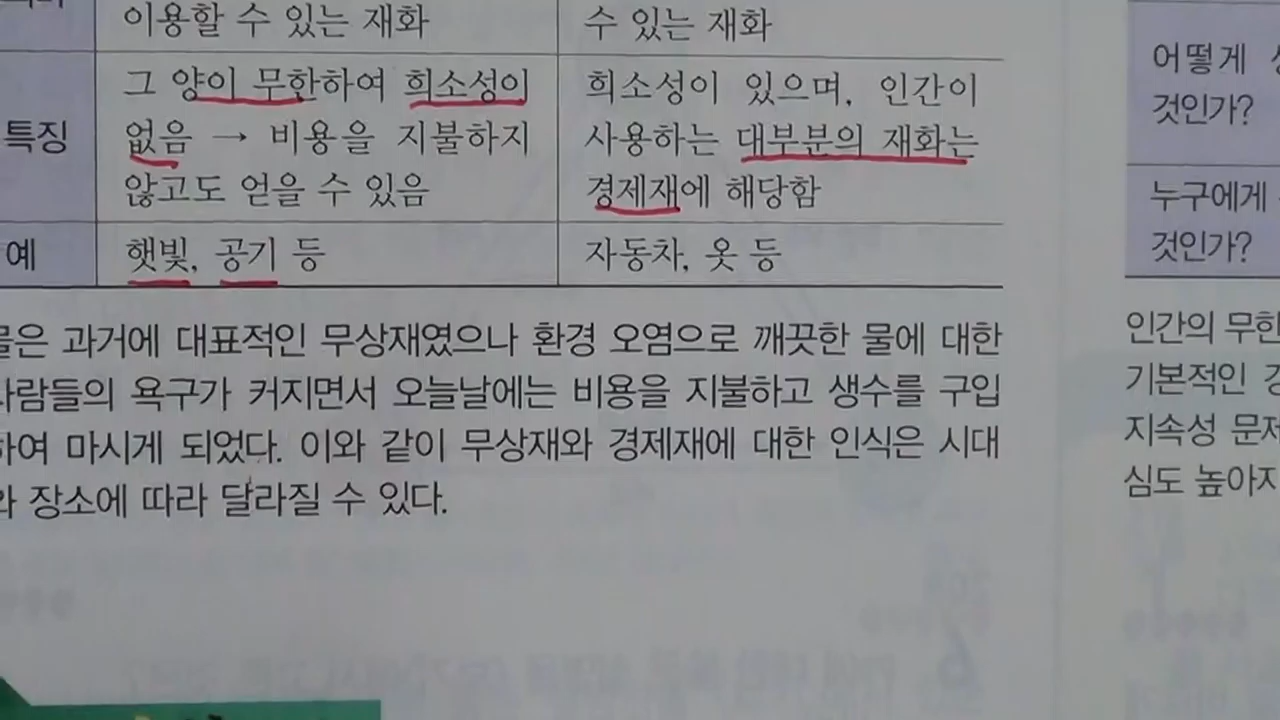 이용할 수 있는 재화
수 있는 재화
특징
그 양이 무한하여 희소성이
없음 → 비용을 지불하지
않고도 얻을 수 있음
희소성이 있으며, 인간이
사용하는 대부분의 재화는
경제재에 해당함
예
햇빛, 공기 등
자동차, 옷 등
물은 과거에 대표적인 무상재였으나 환경 오염으로 깨끗한 물에 대한
사람들의 욕구가 커지면서 오늘날에는 비용을 지불하고 생수를 구입
하여 마시게 되었다. 이와 같이 무상재와 경제재에 대한 인식은 시대
와 장소에 따라 달라질 수 있다.
어떻게
것인가?
누구에게
것인가?
인간의 무한
기본적인
지속성 문제
심도 높아지